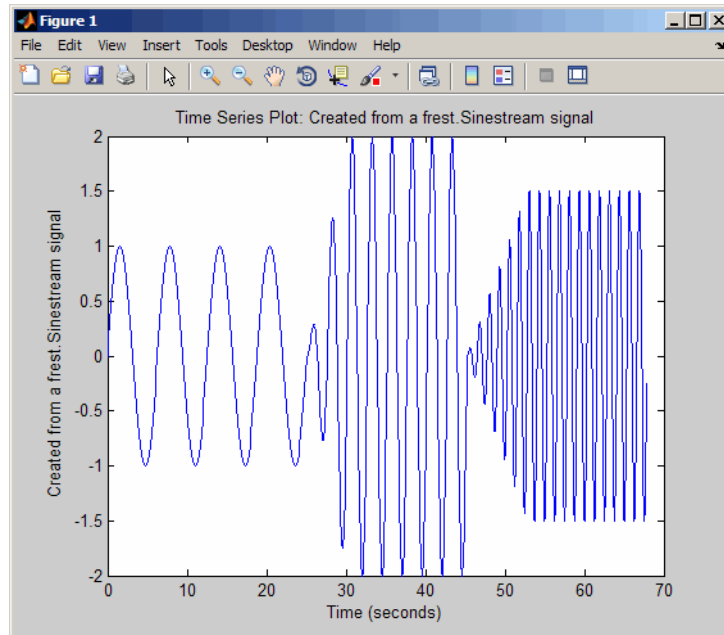 Figure 1
File Edit View Insert Tools Desktop Window Help
Time Series Plot: Created from a frest.Sinestream signal
Created from a frest.Sinestream signal
2
1.5
1
0.5
0
-0.5
-1
-1.5
-2
0 10 20 30 40 50 60 70
Time (seconds)